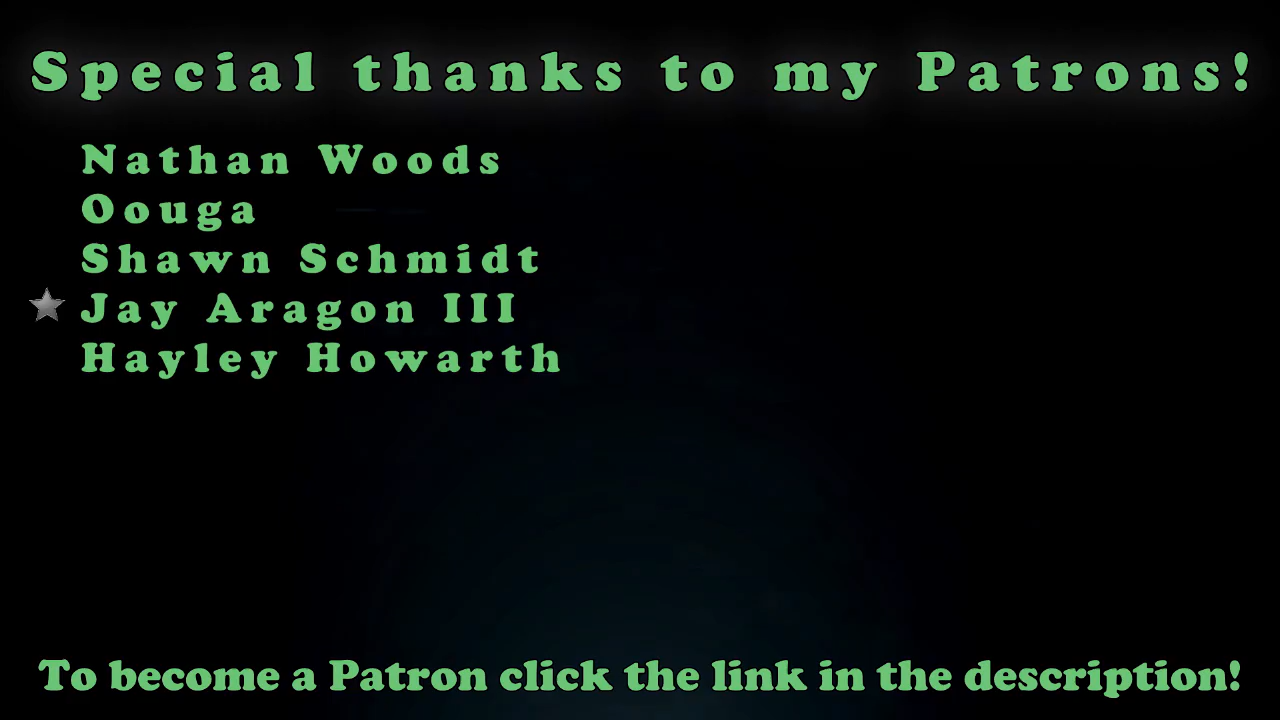 Special thanks to my Patrons!
Nathan Woods
Oouga
Shawn Schmidt
Jay Aragon III
Hayley Howarth
To become a Patron click the link in the description!